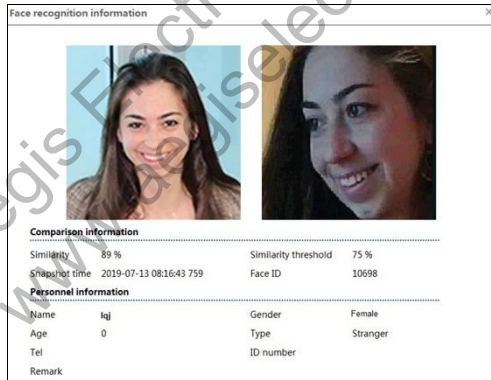 Face recognition information
Comparison information
Similarity 89 % Similarity threshold 75 %
Snapshot time 2019-07-13 08:16:43 759 Face ID 10698
Personnel information
Name lqj Gender Female
Age 0 Type Stranger
Tel ID number
Remark